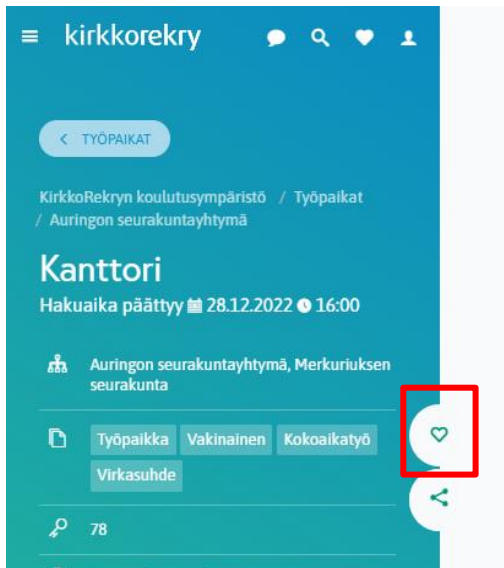 kirkkorekry
TYÖPAIKAT
KirkkoRekryn koulutusympäristö / Työpaikat
/ Auringon seurakuntayhtymä
Kanttori
Hakuaika päättyy 28.12.2022 16:00
Auringon seurakuntayhtymä, Merkuriuksen
seurakunta
Työpaikka Vakinainen Kokoaikatyö
Virkasuhde
78